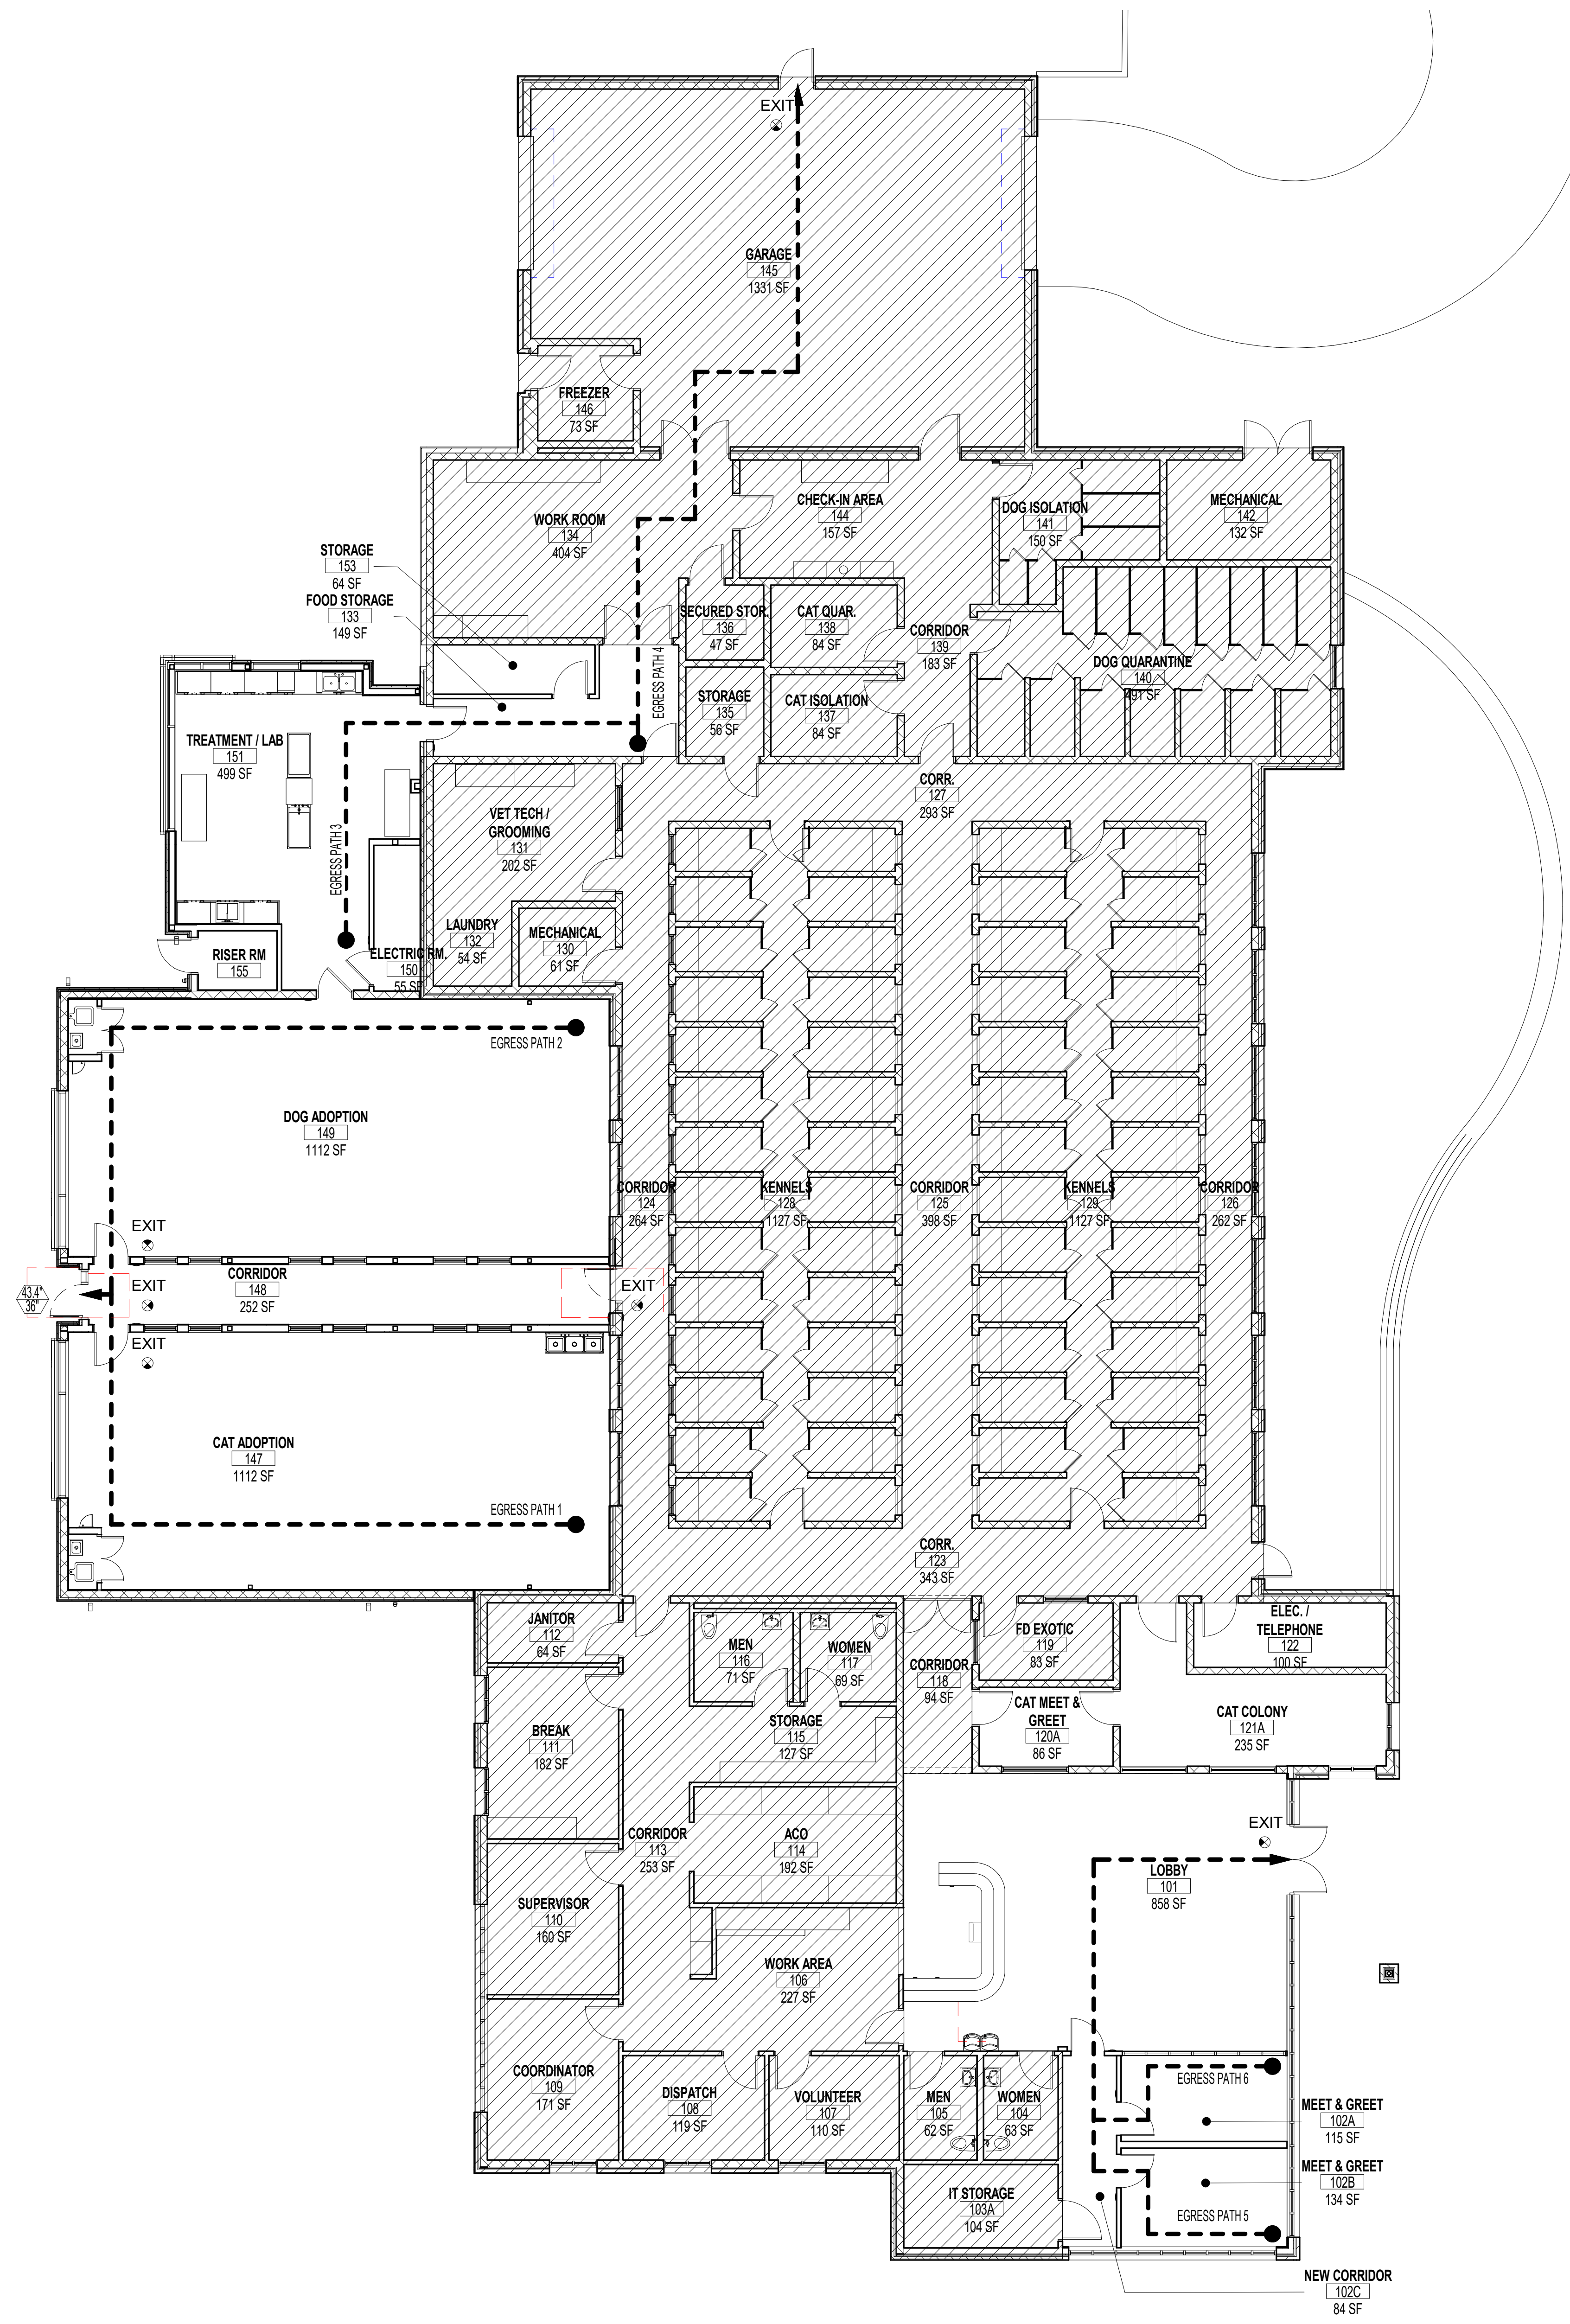 EXIT
GARAGE
145
1331 SF
FREEZER
146
73 SF
WORK ROOM
134
404 SF
CHECK-IN AREA
144
157 SF
DOG ISOLATION
141
150 SF
MECHANICAL
142
132 SF
STORAGE
153
64 SF
FOOD STORAGE
133
149 SF
SECURED STOR.
136
47 SF
CAT QUAR.
138
84 SF
CORRIDOR
139
183 SF
DOG QUARANTINE
140
491 SF
EGRESS PATH 4
STORAGE
135
56 SF
CAT ISOLATION
137
84 SF
TREATMENT / LAB
151
499 SF
EGRESS PATH 3
CORR.
127
293 SF
VET TECH /
GROOMING
131
202 SF
LAUNDRY
132
54 SF
MECHANICAL
130
61 SF
RISER RM
155
ELECTRIC RM.
150
55 SF
EGRESS PATH 2
DOG ADOPTION
149
1112 SF
CORRIDOR
124
264 SF
KENNELS
128
1127 SF
CORRIDOR
125
398 SF
KENNELS
129
1127 SF
CORRIDOR
126
262 SF
EXIT
43.4"
36"
EXIT
CORRIDOR
148
252 SF
EXIT
EXIT
CAT ADOPTION
147
1112 SF
EGRESS PATH 1
CORR.
123
343 SF
JANITOR
112
64 SF
MEN
116
71 SF
WOMEN
117
69 SF
CORRIDOR
118
94 SF
FD EXOTIC
119
83 SF
ELEC. /
TELEPHONE
122
100 SF
BREAK
111
182 SF
STORAGE
115
127 SF
CAT MEET &
GREET
120A
86 SF
CAT COLONY
121A
235 SF
CORRIDOR
113
253 SF
ACO
114
192 SF
EXIT
LOBBY
101
858 SF
SUPERVISOR
110
160 SF
WORK AREA
106
227 SF
COORDINATOR
109
171 SF
DISPATCH
108
119 SF
VOLUNTEER
107
110 SF
MEN
105
62 SF
WOMEN
104
63 SF
EGRESS PATH 6
MEET & GREET
102A
115 SF
MEET & GREET
102B
134 SF
IT STORAGE
103A
104 SF
EGRESS PATH 5
NEW CORRIDOR
102C
84 SF